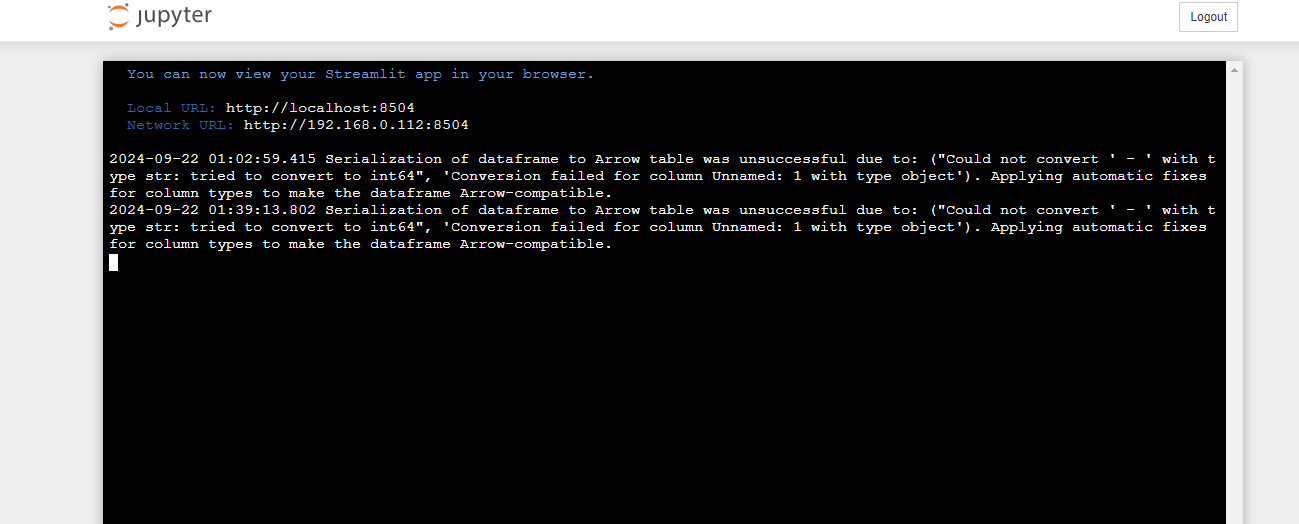 jupyter
Logout
You can now view your Streamlit app in your browser.
Local URL: http://localhost:8504
Network URL: http://192.168.0.112:8504
2024-09-22 01:02:59.415 Serialization of dataframe to Arrow table was unsuccessful due to: ("Could not convert ' - ' with t
ype str: tried to convert to int64", 'Conversion failed for column Unnamed: 1 with type object'). Applying automatic fixes
for column types to make the dataframe Arrow-compatible.
2024-09-22 01:39:13.802 Serialization of dataframe to Arrow table was unsuccessful due to: ("Could not convert ' - ' with t
ype str: tried to convert to int64", 'Conversion failed for column Unnamed: 1 with type object'). Applying automatic fixes
for column types to make the dataframe Arrow-compatible.